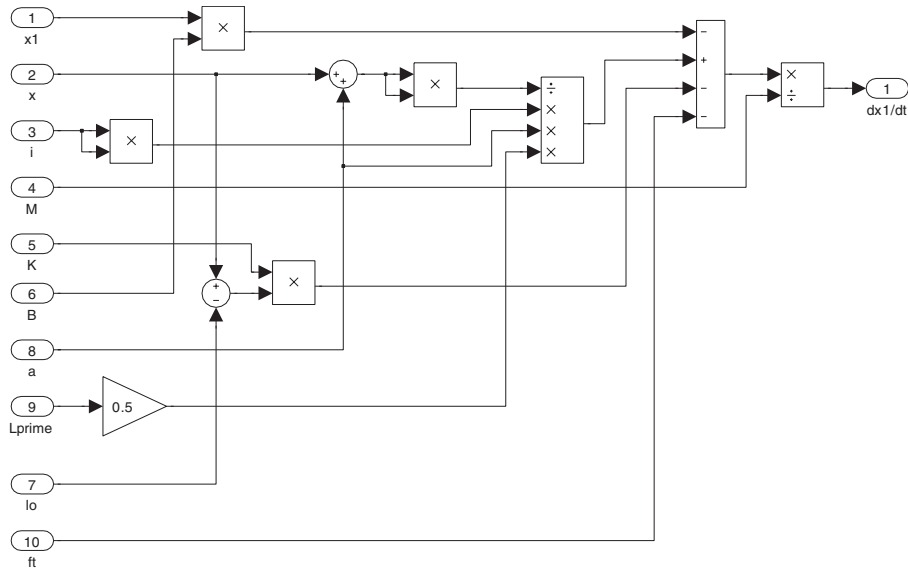 1
x1
×
2
x
+
+
×
÷
×
×
×
−
+
−
−
×
÷
1
dx1/dt
3
i
×
4
M
5
K
+
−
×
6
B
8
a
9
Lprime
0.5
7
lo
10
ft